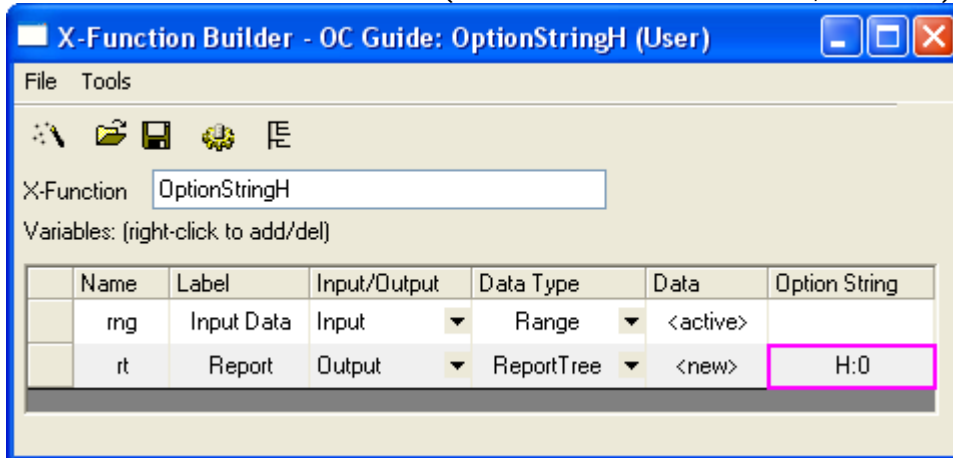 X-Function Builder - OC Guide: OptionStringH (User)
File Tools
X-Function OptionStringH
Variables: (right-click to add/del)
Name Label Input/Output Data Type Data Option String
rng Input Data Input Range <active>
rt Report Output ReportTree <new> H:0